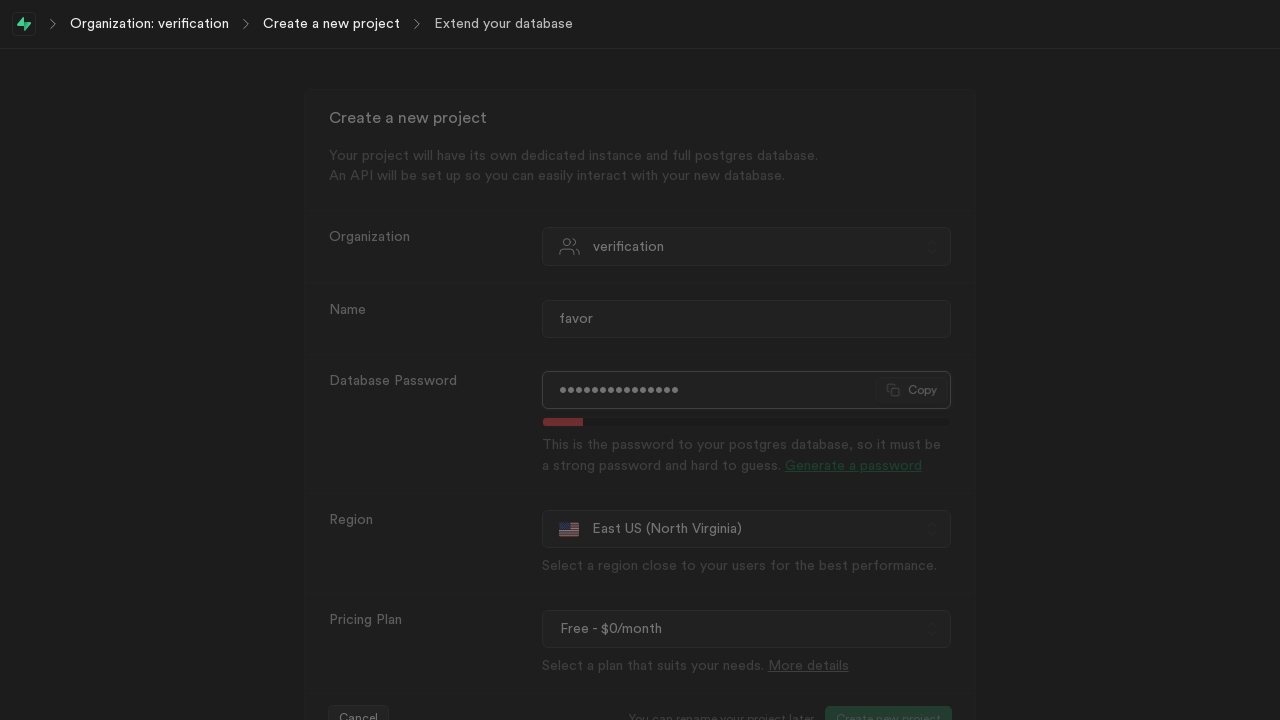 Organization: verification
Create a new project
Extend your database
Create a new project
Your project will have its own dedicated instance and full postgres database.
An API will be set up so you can easily interact with your new database.
Organization
verification
Name
favor
Database Password
•••••••••••••••
Copy
This is the password to your postgres database, so it must be
a strong password and hard to guess. Generate a password
Region
East US (North Virginia)
Select a region close to your users for the best performance.
Pricing Plan
Free - $0/month
Select a plan that suits your needs. More details
Cancel
You can rename your project later
Create new project